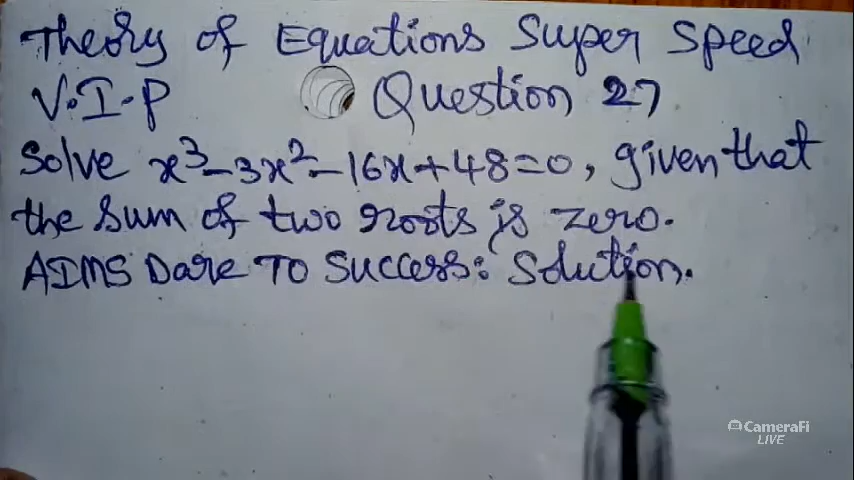 Theory of Equations Super Speed
V.I.P Question 27
Solve x³-3x²-16x+48=0, given that
the sum of two roots is zero.
AIMS Dare To Success: Solution.
CameraFi
LIVE